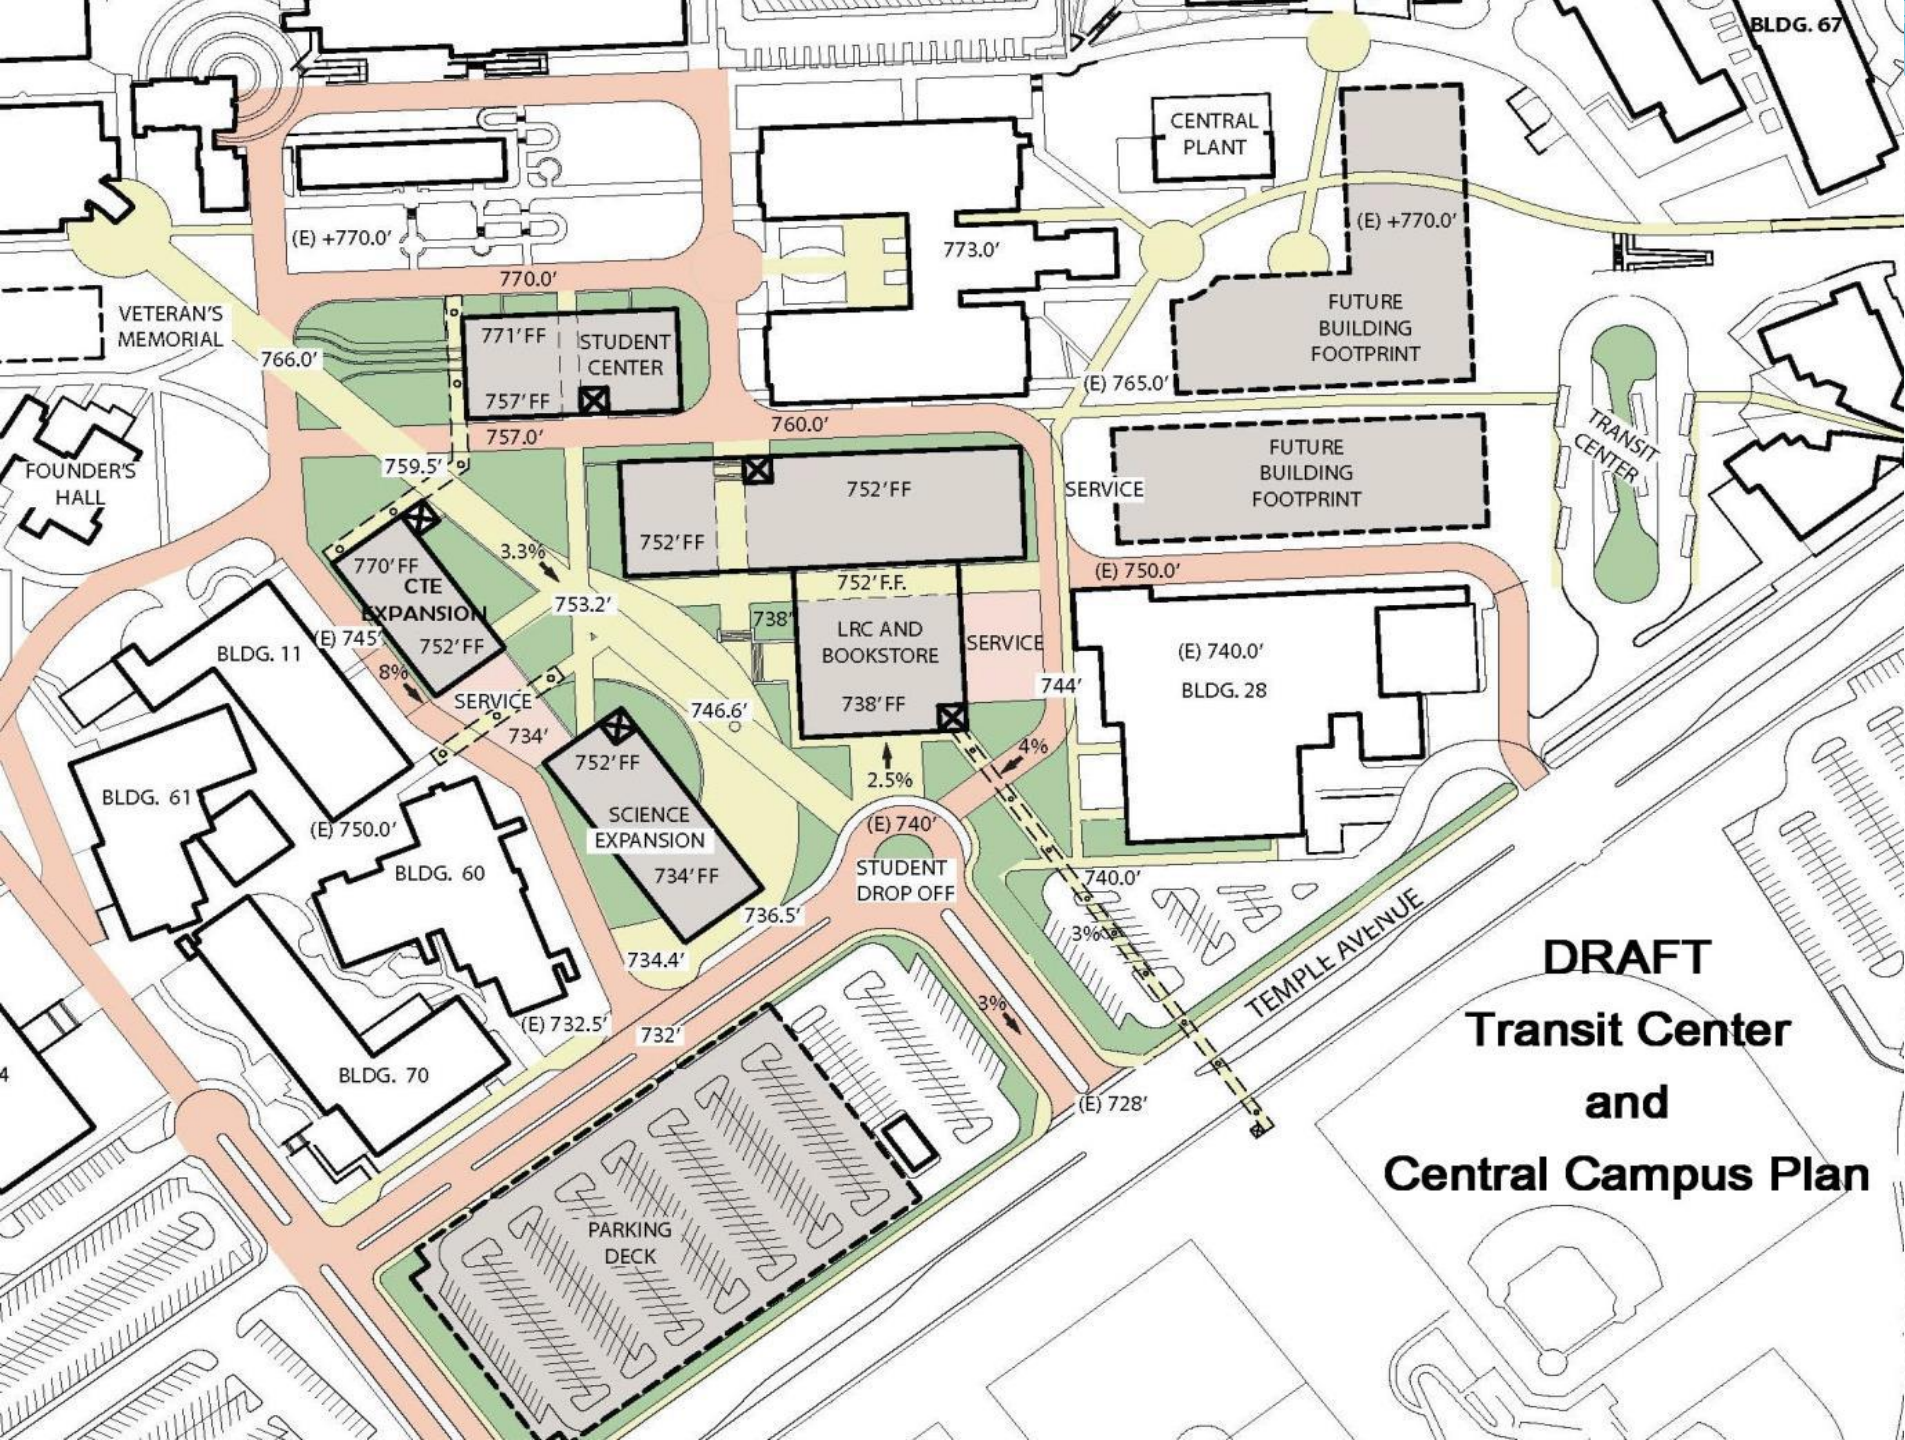 BLDG. 67
CENTRAL
PLANT
(E) +770.0'
773.0'
(E) +770.0'
770.0'
VETERAN'S
MEMORIAL
766.0'
771' FF
STUDENT
CENTER
757' FF
FUTURE
BUILDING
FOOTPRINT
(E) 765.0'
757.0'
760.0'
759.5'
FOUNDER'S
HALL
752' FF
752' FF
SERVICE
FUTURE
BUILDING
FOOTPRINT
TRANSIT
CENTER
3.3%
770' FF
CTE
EXPANSION
752' FF
753.2'
752' F.F.
(E) 750.0'
738'
LRC AND
BOOKSTORE
738' FF
SERVICE
(E) 740.0'
BLDG. 28
744'
BLDG. 11
(E) 745'
8%
SERVICE
734'
746.6'
4%
2.5%
752' FF
SCIENCE
EXPANSION
734' FF
BLDG. 61
(E) 750.0'
BLDG. 60
(E) 740'
STUDENT
DROP OFF
740.0'
3%
736.5'
734.4'
TEMPLE AVENUE
(E) 732.5'
732'
3%
BLDG. 70
4
(E) 728'
PARKING
DECK
DRAFT
Transit Center
and
Central Campus Plan